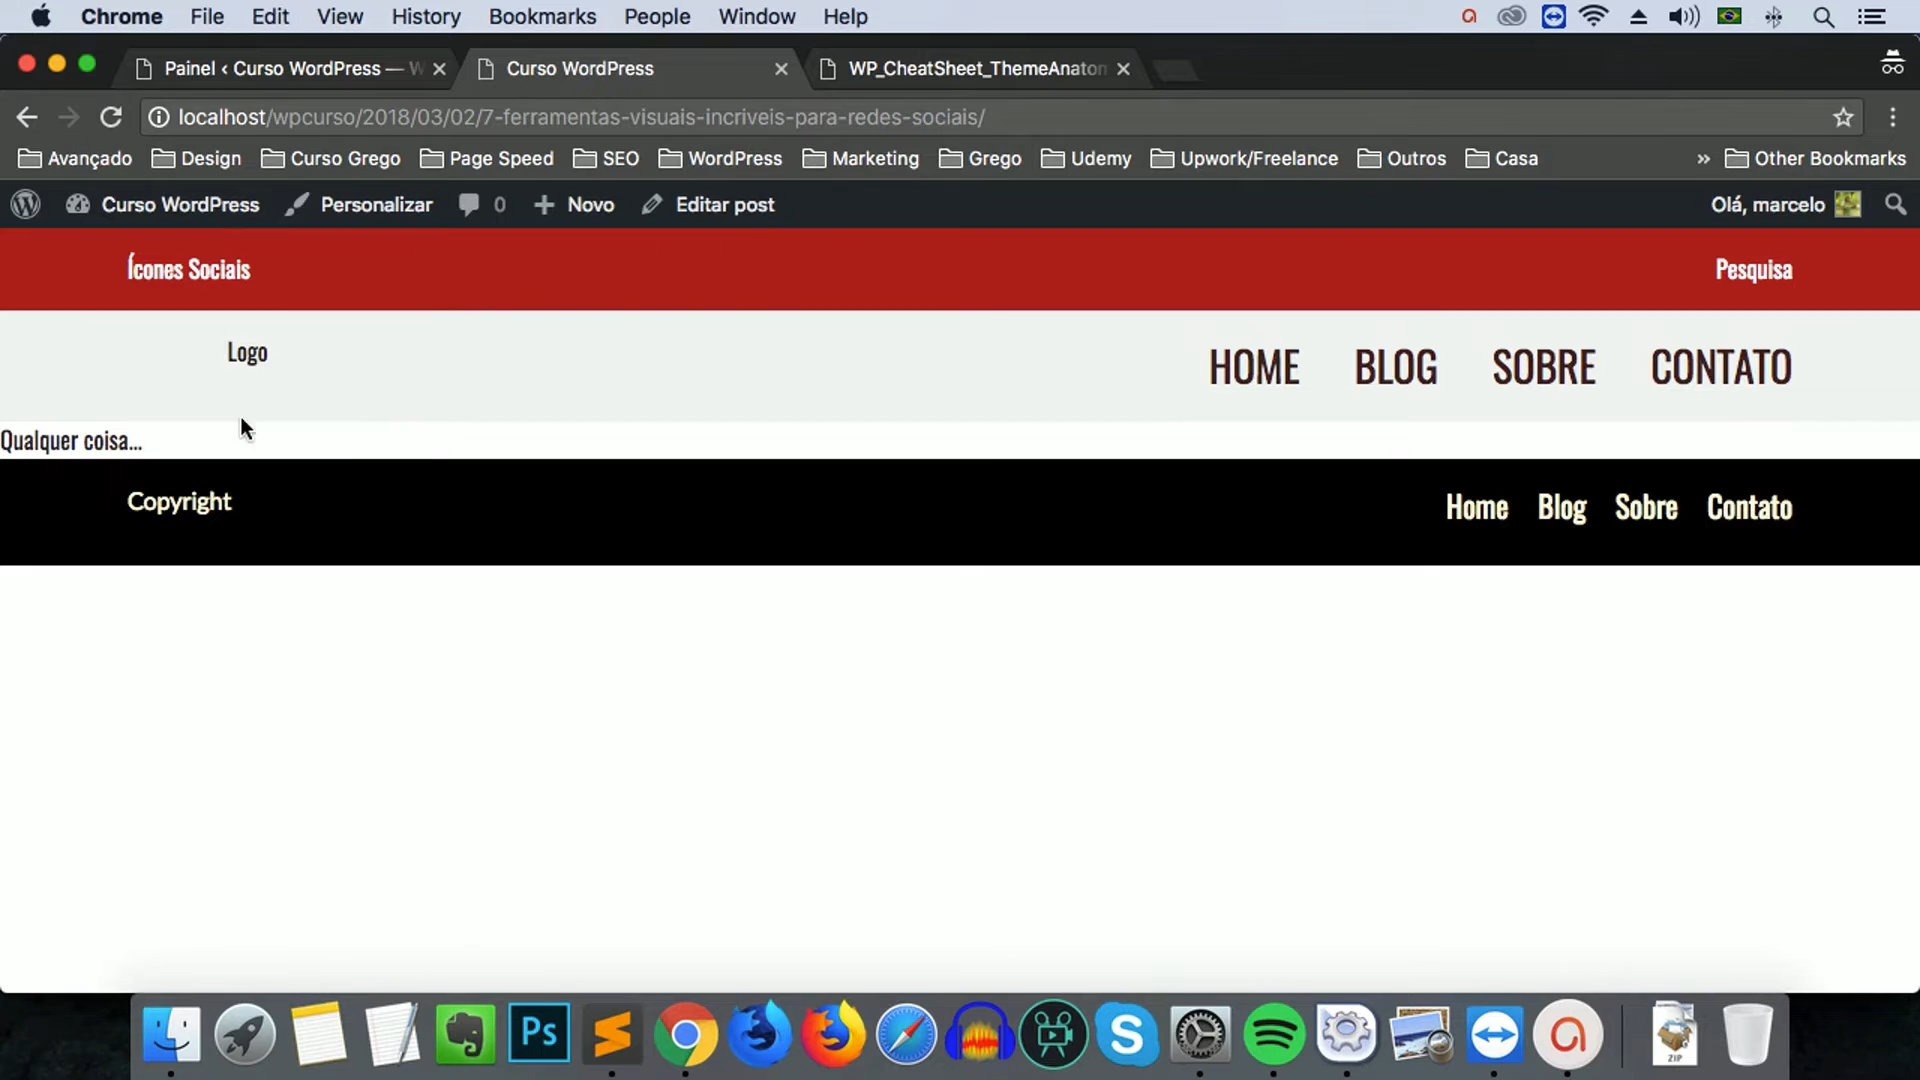 Chrome File Edit View History Bookmarks People Window Help
Painel ‹ Curso WordPress — W Curso WordPress WP_CheatSheet_ThemeAnatom
localhost/wpcurso/2018/03/02/7-ferramentas-visuais-incriveis-para-redes-sociais/
Avançado Design Curso Grego Page Speed SEO WordPress Marketing Grego Udemy Upwork/Freelance Outros Casa » Other Bookmarks
Curso WordPress Personalizar 0 Novo Editar post Olá, marcelo
Ícones Sociais Pesquisa
Logo HOME BLOG SOBRE CONTATO
Qualquer coisa...
Copyright Home Blog Sobre Contato
Ps S ZIP